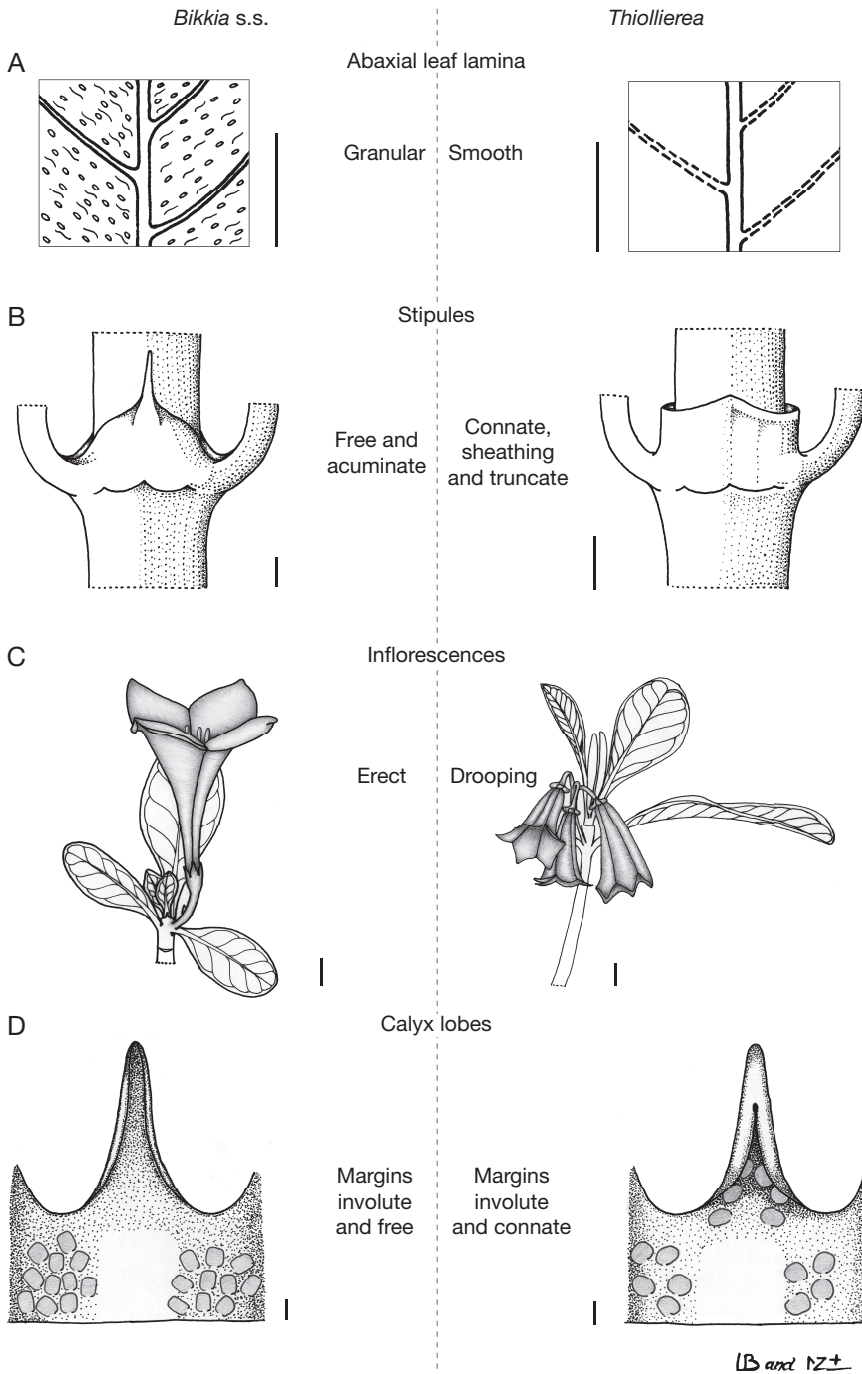 Bikkia s.s.
Thiollierea
A
Abaxial leaf lamina
Granular
Smooth
B
Stipules
Free and
acuminate
Connate,
sheathing
and truncate
C
Inflorescences
Erect
Drooping
D
Calyx lobes
Margins
involute
and free
Margins
involute
and connate
LB and